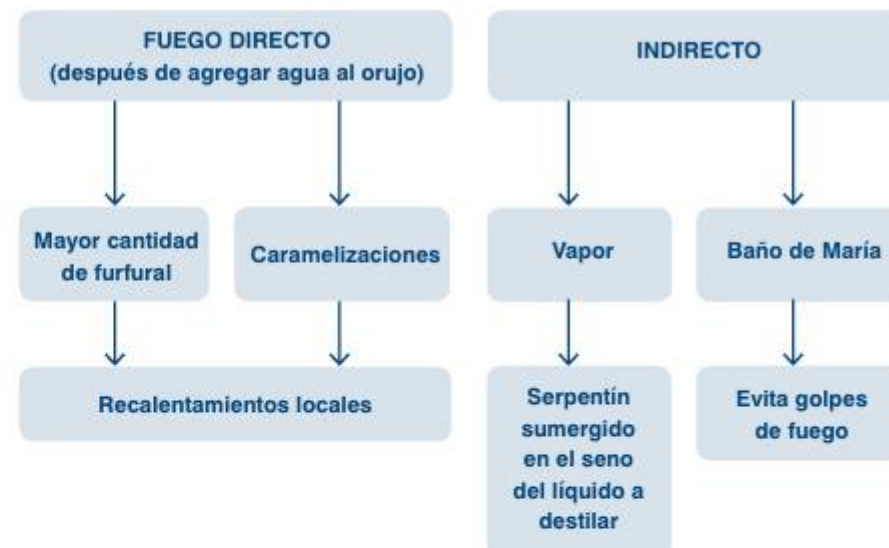 FUEGO DIRECTO
(después de agregar agua al orujo)
INDIRECTO
Mayor cantidad
de furfural
Caramelizaciones
Vapor
Baño de María
Recalentamientos locales
Serpentín
sumergido
en el seno
del líquido a
destilar
Evita golpes
de fuego